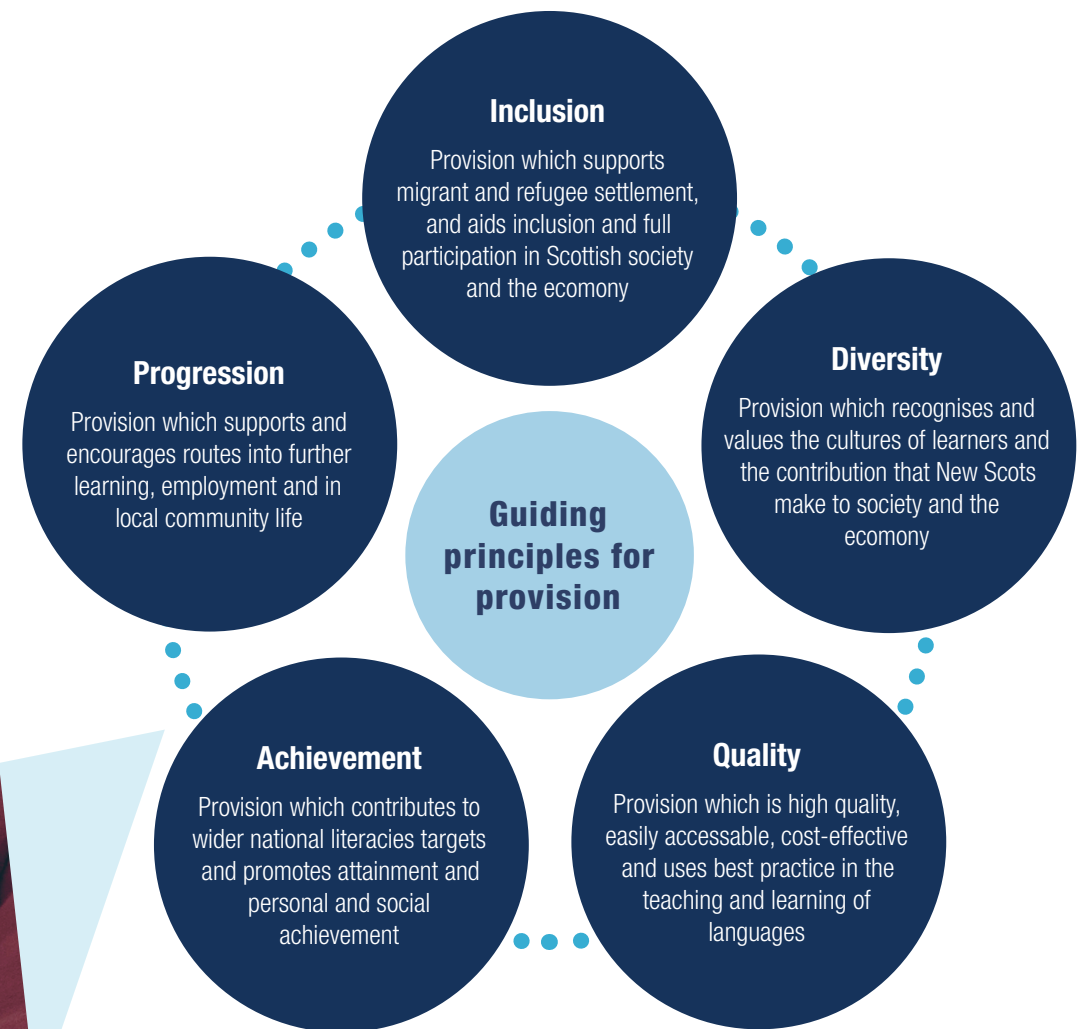 Inclusion
Provision which supports
migrant and refugee settlement,
and aids inclusion and full
participation in Scottish society
and the ecomony
Diversity
Provision which recognises and
values the cultures of learners and
the contribution that New Scots
make to society and the
ecomony
Quality
Provision which is high quality,
easily accessable, cost-effective
and uses best practice in the
teaching and learning of
languages
Achievement
Provision which contributes to
wider national literacies targets
and promotes attainment and
personal and social
achievement
Progression
Provision which supports and
encourages routes into further
learning, employment and in
local community life
Guiding
principles for
provision